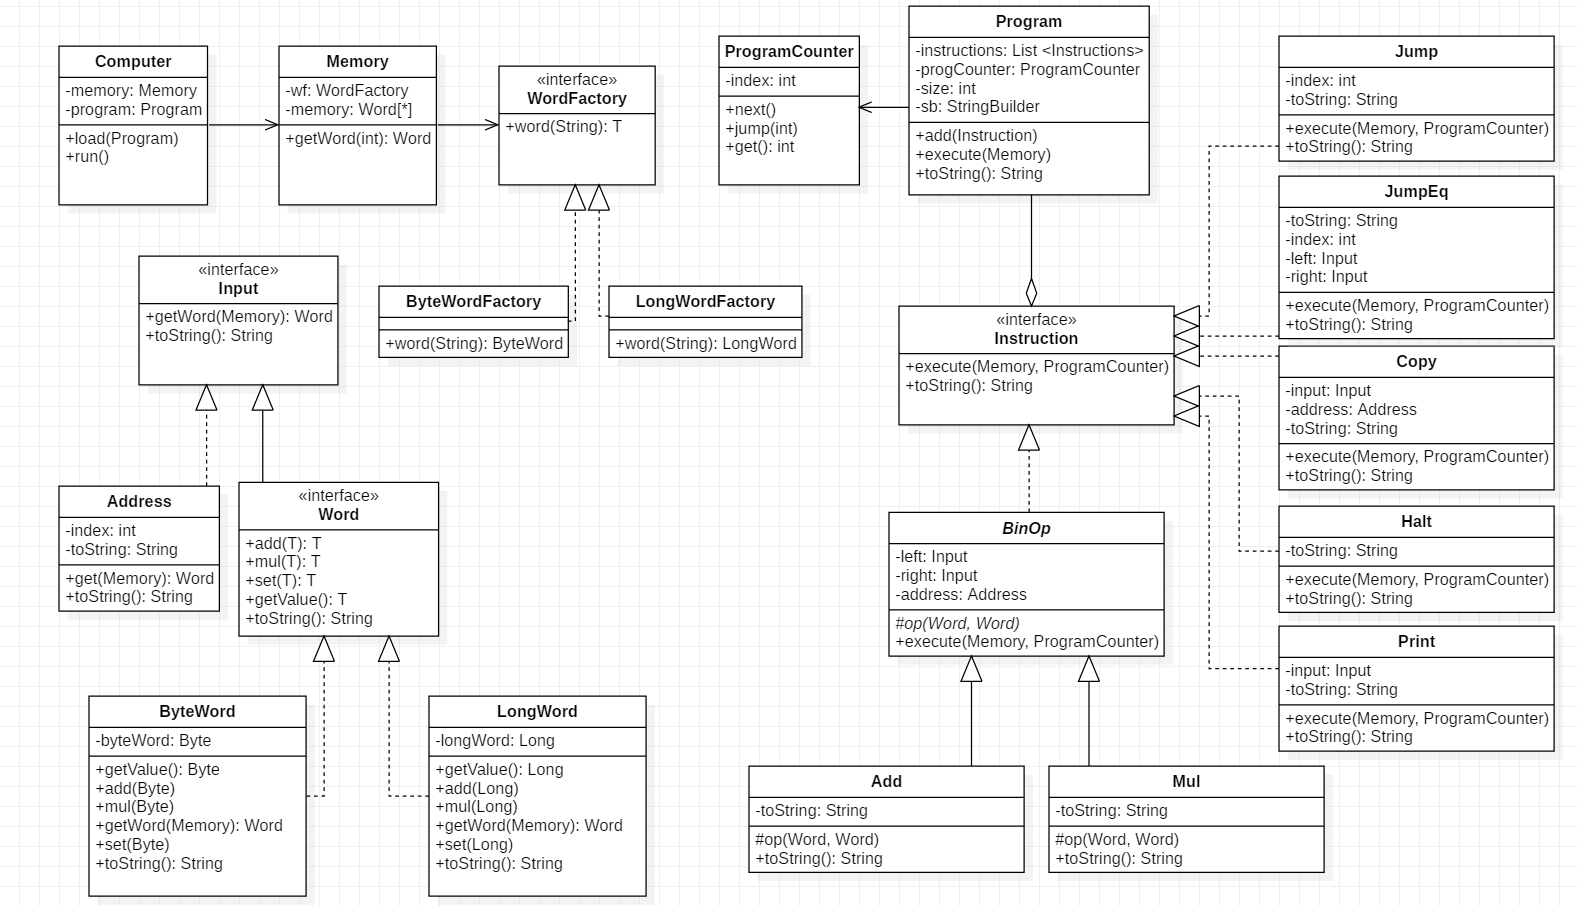 Computer
-memory: Memory
-program: Program
+load(Program)
+run()
Memory
-wf: WordFactory
-memory: Word[*]
+getWord(int): Word
«interface»
WordFactory
+word(String): T
ProgramCounter
-index: int
+next()
+jump(int)
+get(): int
Program
-instructions: List <Instructions>
-progCounter: ProgramCounter
-size: int
-sb: StringBuilder
+add(Instruction)
+execute(Memory)
+toString(): String
Jump
-index: int
-toString: String
+execute(Memory, ProgramCounter)
+toString(): String
JumpEq
-toString: String
-index: int
-left: Input
-right: Input
+execute(Memory, ProgramCounter)
+toString(): String
«interface»
Input
+getWord(Memory): Word
+toString(): String
ByteWordFactory
+word(String): ByteWord
LongWordFactory
+word(String): LongWord
«interface»
Instruction
+execute(Memory, ProgramCounter)
+toString(): String
Copy
-input: Input
-address: Address
-toString: String
+execute(Memory, ProgramCounter)
+toString(): String
Address
-index: int
-toString: String
+get(Memory): Word
+toString(): String
«interface»
Word
+add(T): T
+mul(T): T
+set(T): T
+getValue(): T
+toString(): String
BinOp
-left: Input
-right: Input
-address: Address
#op(Word, Word)
+execute(Memory, ProgramCounter)
Halt
-toString: String
+execute(Memory, ProgramCounter)
+toString(): String
Print
-input: Input
-toString: String
+execute(Memory, ProgramCounter)
+toString(): String
ByteWord
-byteWord: Byte
+getValue(): Byte
+add(Byte)
+mul(Byte)
+getWord(Memory): Word
+set(Byte)
+toString(): String
LongWord
-longWord: Long
+getValue(): Long
+add(Long)
+mul(Long)
+getWord(Memory): Word
+set(Long)
+toString(): String
Add
-toString: String
#op(Word, Word)
+toString(): String
Mul
-toString: String
#op(Word, Word)
+toString(): String